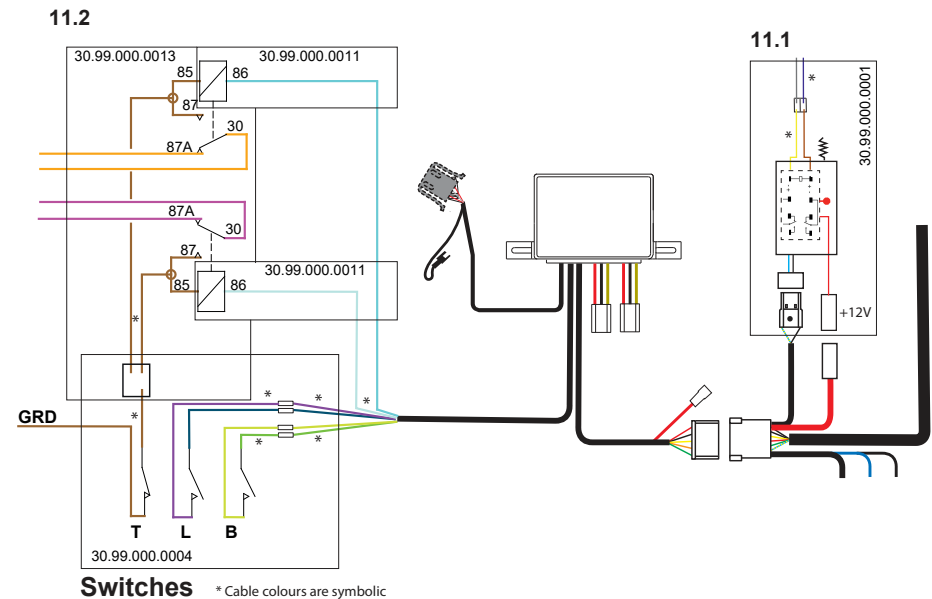 11.2
30.99.000.0013
30.99.000.0011
85
86
87
30
87A
87A
30
87
85
86
30.99.000.0011
*
*
*
*
*
*
*
GRD
T
L
B
30.99.000.0004
Switches
* Cable colours are symbolic
11.1
30.99.000.0001
*
*
+12V